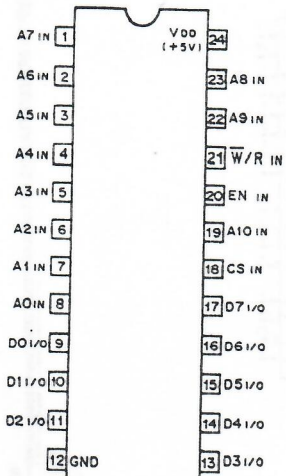 A7 IN 1
VDD
(+5V)
24
A6 IN 2
23 A8 IN
A5 IN 3
22 A9 IN
A4 IN 4
21 W̅/R IN
A3 IN 5
20 EN IN
A2 IN 6
19 A10 IN
A1 IN 7
18 CS IN
A0 IN 8
17 D7 I/O
D0 I/O 9
16 D6 I/O
D1 I/O 10
15 D5 I/O
D2 I/O 11
14 D4 I/O
12 GND
13 D3 I/O